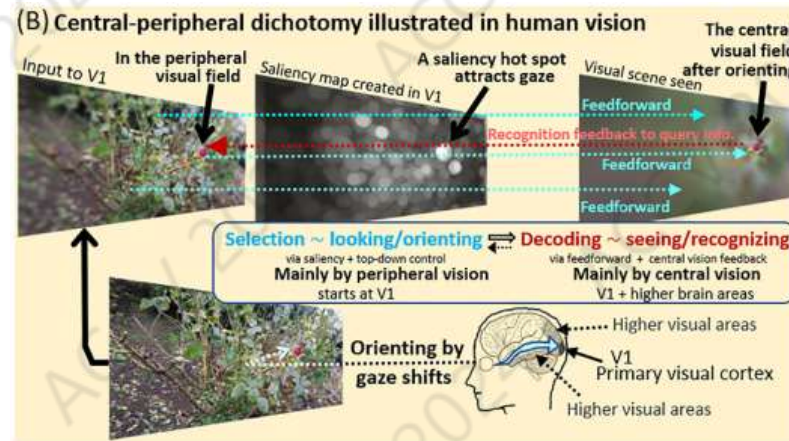 (B) Central-peripheral dichotomy illustrated in human vision
Input to V1
In the peripheral
visual field
Saliency map created in V1
A saliency hot spot
attracts gaze
Visual scene seen
The central
visual field
after orienting
Feedforward
Recognition feedback to query info.
Feedforward
Feedforward
Selection ~ looking/orienting
via saliency + top-down control
Mainly by peripheral vision
starts at V1
Decoding ~ seeing/recognizing
via feedforward + central vision feedback
Mainly by central vision
V1 + higher brain areas
Orienting by
gaze shifts
Higher visual areas
V1
Primary visual cortex
Higher visual areas